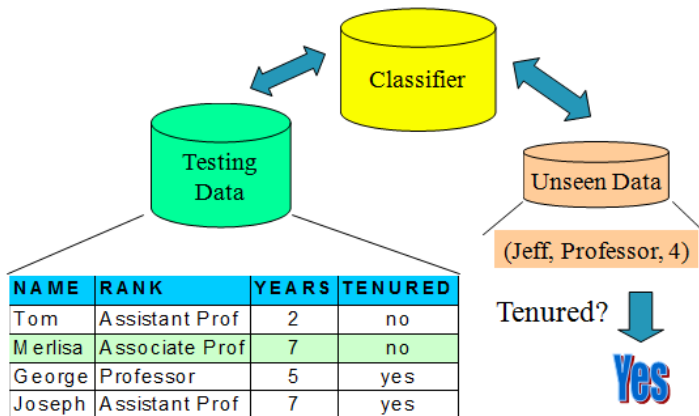 Classifier
Testing
Data
Unseen Data
(Jeff, Professor, 4)
NAME RANK YEARS TENURED
Tom Assistant Prof 2 no
Merlisa Associate Prof 7 no
George Professor 5 yes
Joseph Assistant Prof 7 yes
Tenured?
Yes